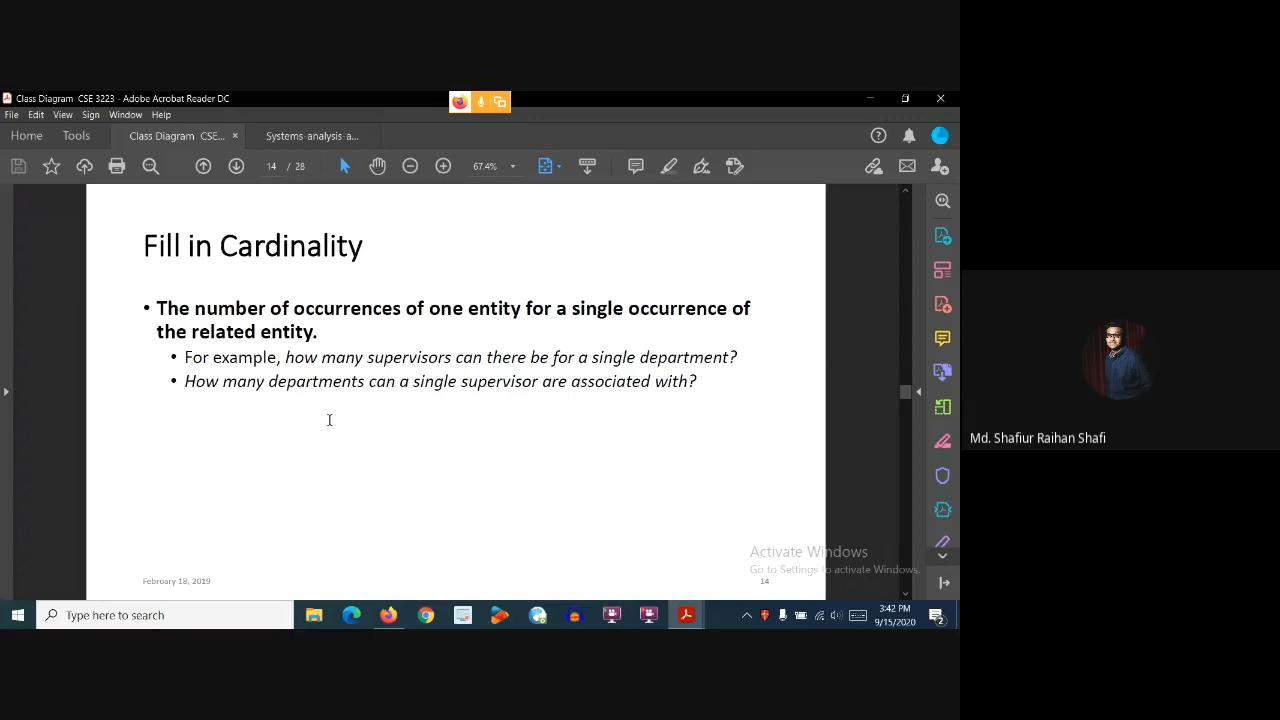 Class Diagram CSE 3223 - Adobe Acrobat Reader DC
File Edit View Sign Window Help
Home Tools Class Diagram CSE... × Systems-analysis-a...
14 / 28 67.4%
Fill in Cardinality
• The number of occurrences of one entity for a single occurrence of
the related entity.
• For example, how many supervisors can there be for a single department?
• How many departments can a single supervisor are associated with?
Md. Shafiur Raihan Shafi
Activate Windows
Go to Settings to activate Windows.
February 18, 2019 14
Type here to search
3:42 PM
9/15/2020
2